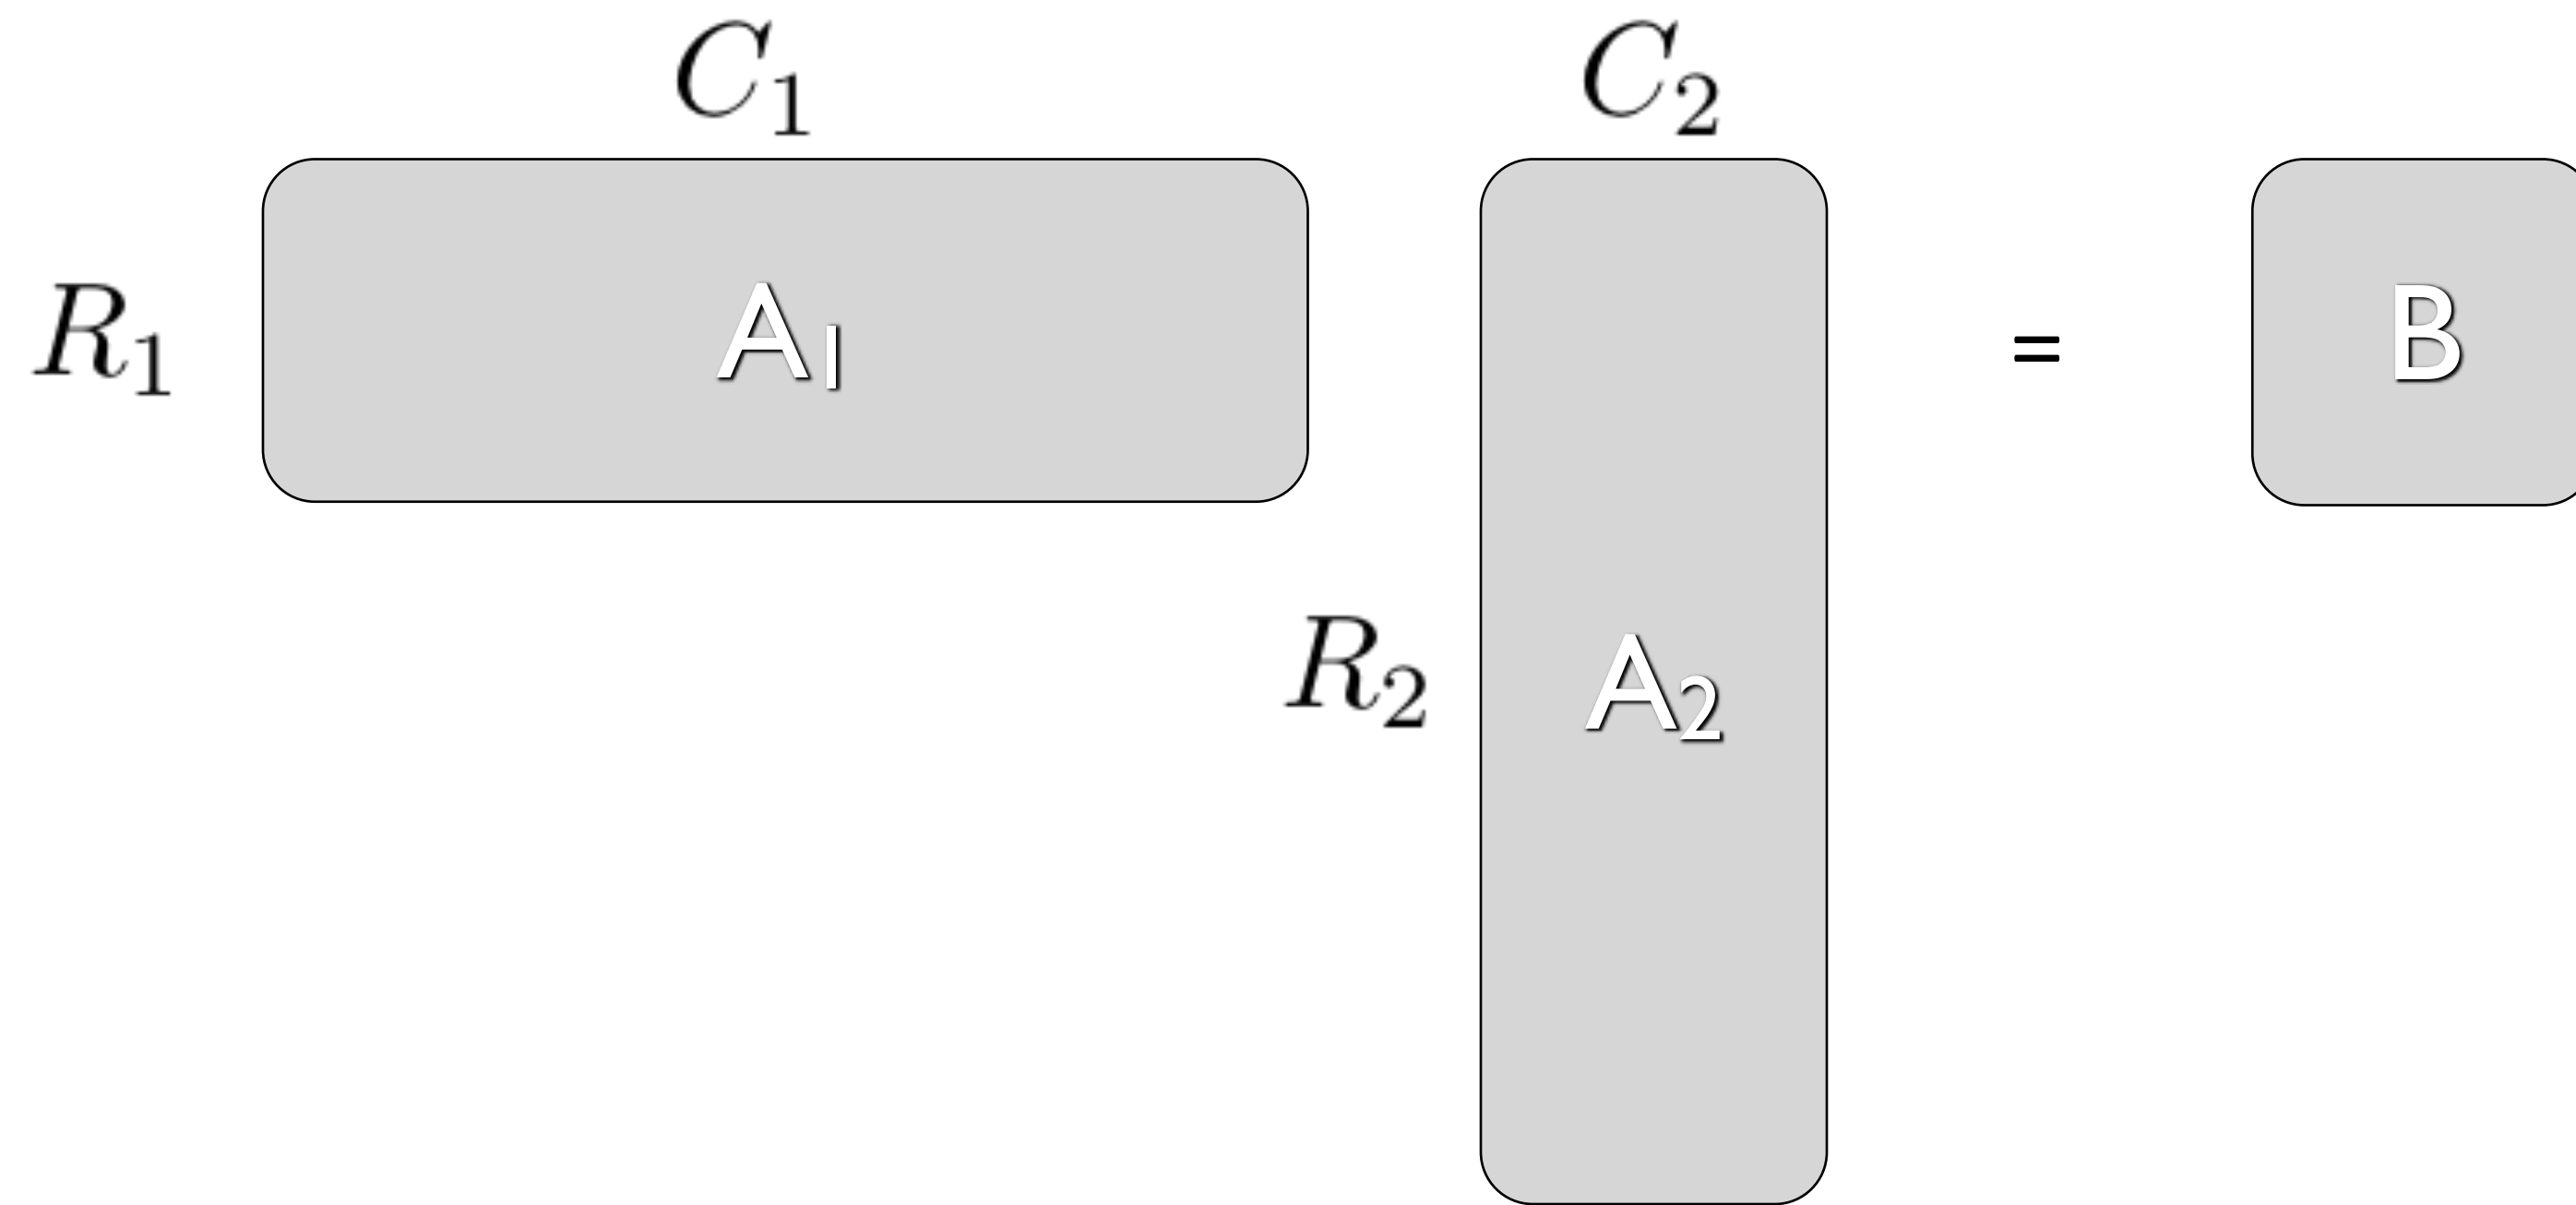 C₁ C₂
R₁ A₁ = B
R₂ A₂